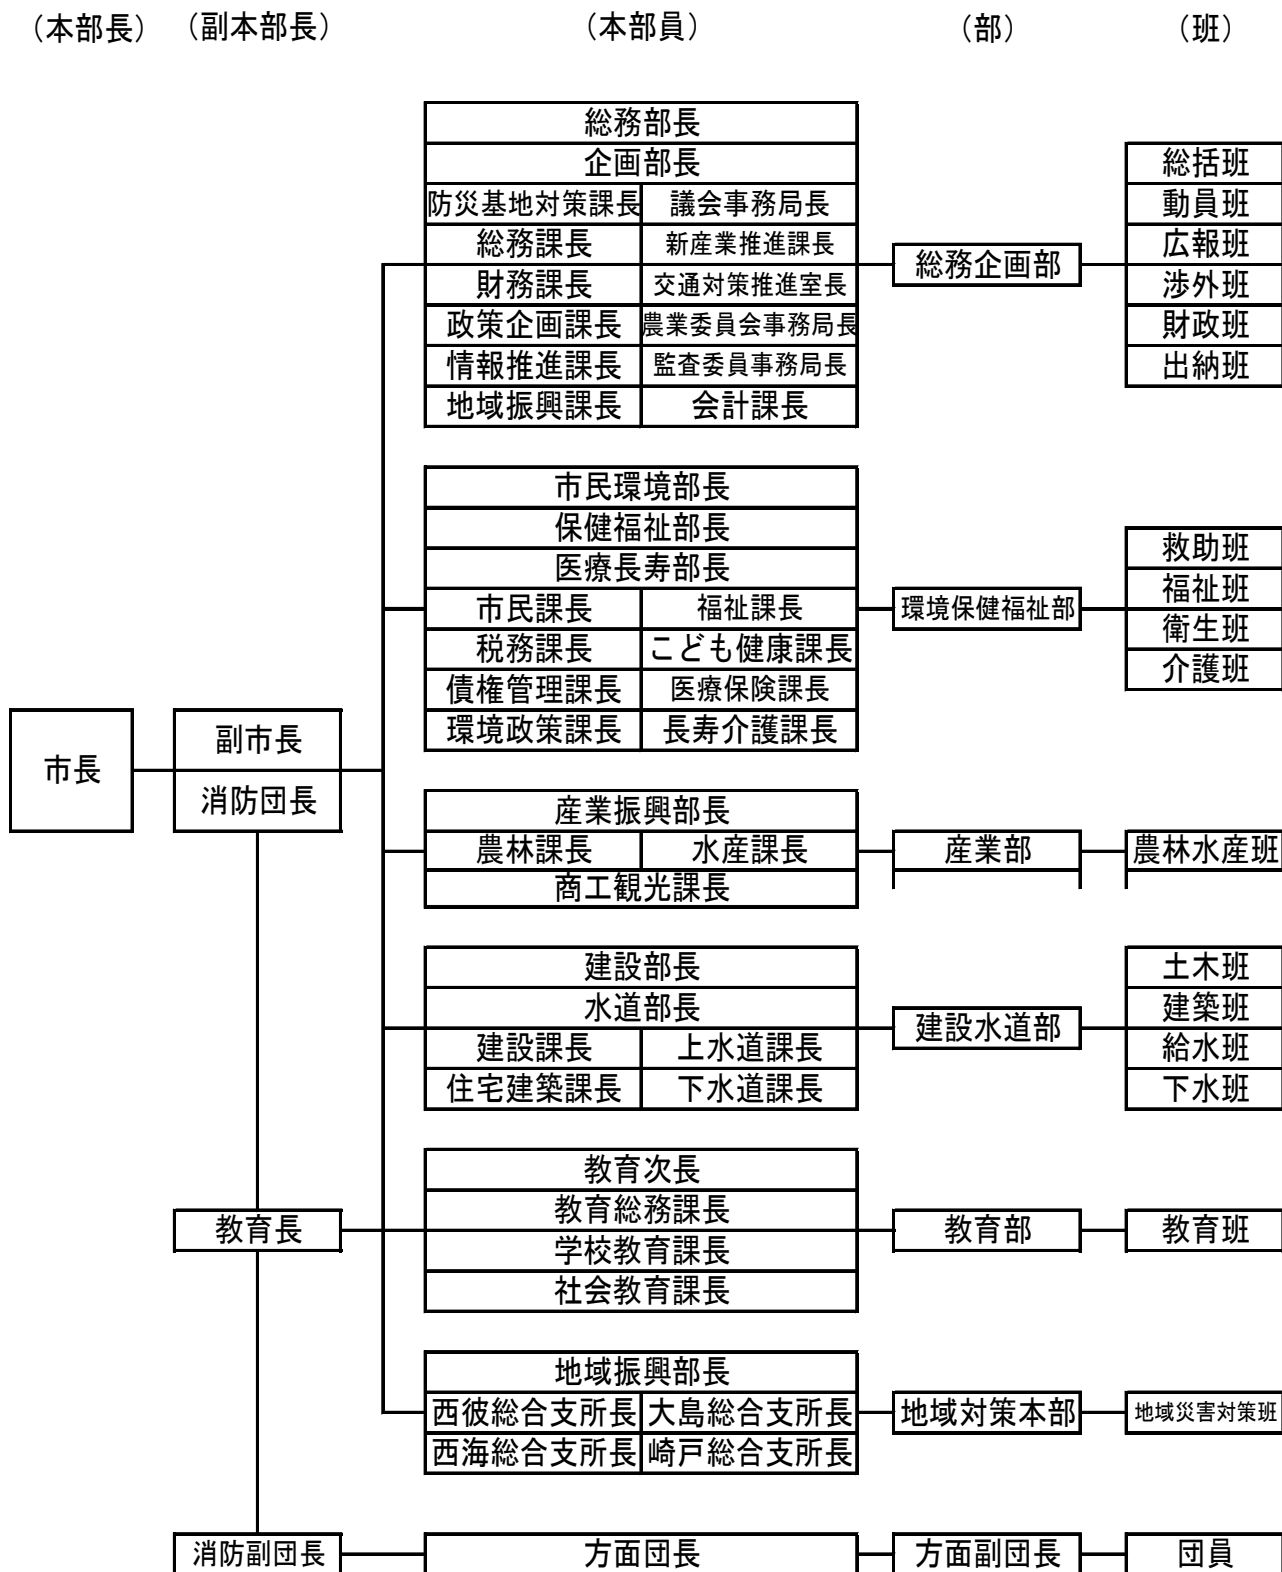 （本部長）　（副本部長）　（本部員）　（部）　（班）
総務部長
企画部長
防災基地対策課長　議会事務局長
総務課長　新産業推進課長
財務課長　交通対策推進室長
政策企画課長　農業委員会事務局長
情報推進課長　監査委員事務局長
地域振興課長　会計課長
総務企画部
総括班
動員班
広報班
渉外班
財政班
出納班
市民環境部長
保健福祉部長
医療長寿部長
市民課長　福祉課長
税務課長　こども健康課長
債権管理課長　医療保険課長
環境政策課長　長寿介護課長
環境保健福祉部
救助班
福祉班
衛生班
介護班
市長
副市長
消防団長
産業振興部長
農林課長　水産課長
商工観光課長
産業部
農林水産班
建設部長
水道部長
建設課長　上水道課長
住宅建築課長　下水道課長
建設水道部
土木班
建築班
給水班
下水班
教育長
教育次長
教育総務課長
学校教育課長
社会教育課長
教育部
教育班
地域振興部長
西彼総合支所長　大島総合支所長
西海総合支所長　崎戸総合支所長
地域対策本部
地域災害対策班
消防副団長
方面団長
方面副団長
団員